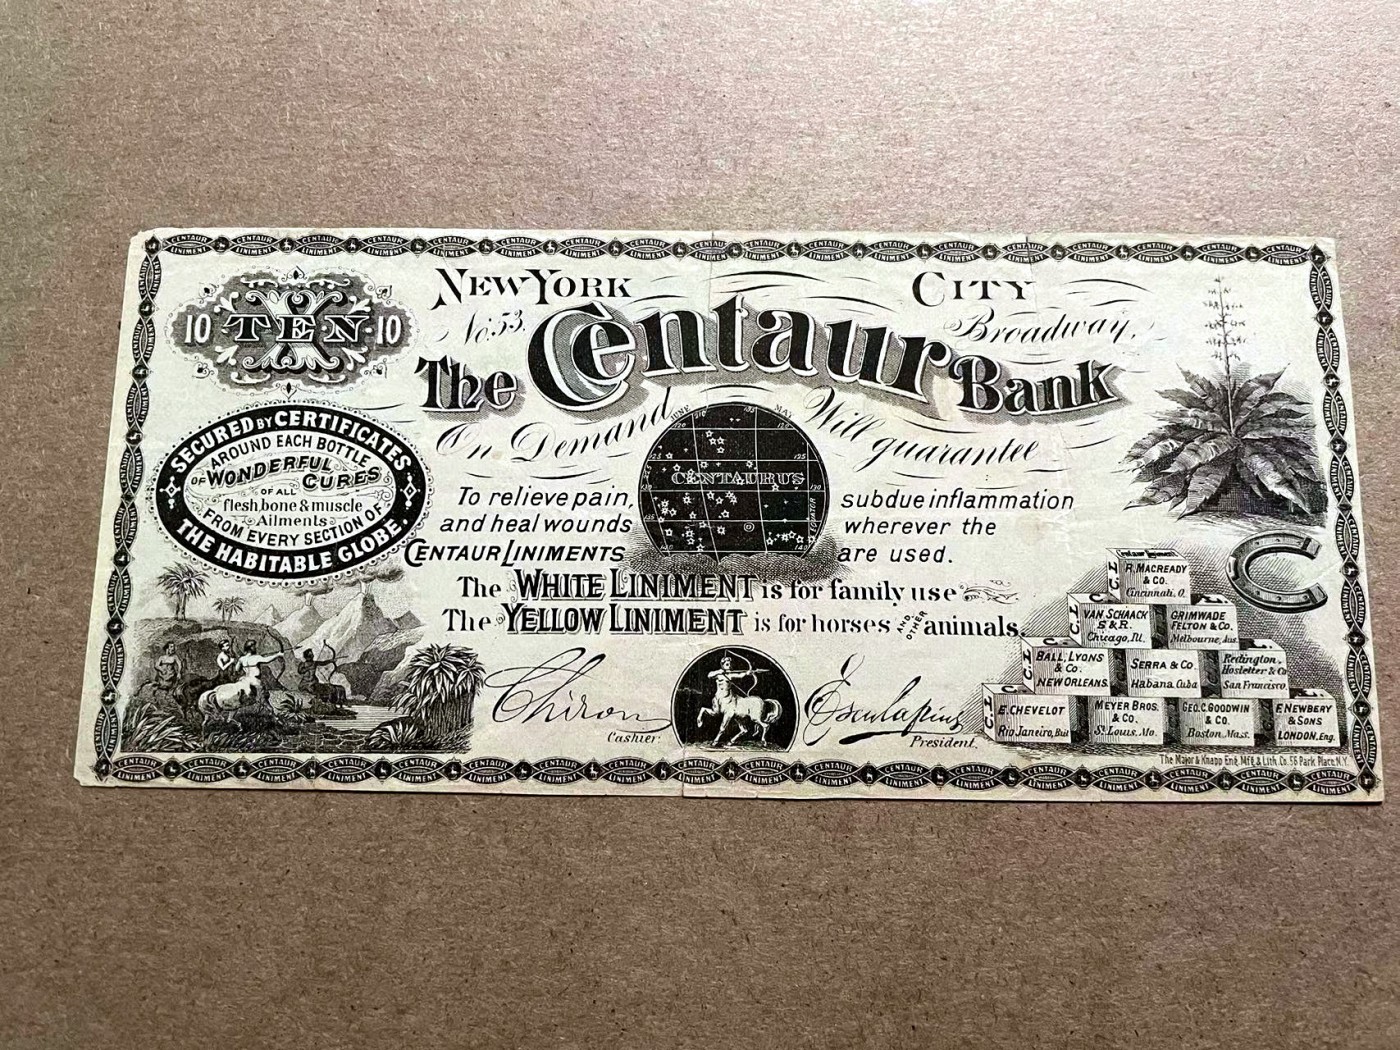 NEW YORK CITY
No. 53. Broadway.
10 TEN 10
X
The Centaur Bank
On Demand Will guarantee
To relieve pain, subdue inflammation
and heal wounds wherever the
CENTAUR LINIMENTS are used.
The WHITE LINIMENT is for family use
The YELLOW LINIMENT is for horses AND OTHER animals.
SECURED BY CERTIFICATES
AROUND EACH BOTTLE
OF WONDERFUL CURES
OF ALL
flesh, bone & muscle
Ailments
FROM EVERY SECTION OF
THE HABITABLE GLOBE.
JUNE MAY
CENTAURUS
EQUATOR
Chiron
Cashier.
Esculapius
President.
C
Centaur Liniment
C.L.
R. MACREADY
& CO.
Cincinnati, O.
C.L.
VAN SCHAACK
S & R.
Chicago, Ill.
GRIMWADE
FELTON & Co.
Melbourne, Aus.
C.L.
BALL, LYONS
& Co.
NEW ORLEANS.
SERRA & Co.
Habana Cuba
Redington,
Hostetter & Co
San Francisco.
C.L.
E. CHEVELOT
Rio Janeiro, Bzil
MEYER BROS.
& CO.
St. Louis, Mo.
GEO. C. GOODWIN
& CO.
Boston, Mass.
F. NEWBERY
& SONS
LONDON, Eng.
The Major & Knapp Eng. Mfg. & Lith. Co. 56 Park Place. N.Y.
CENTAUR LINIMENT